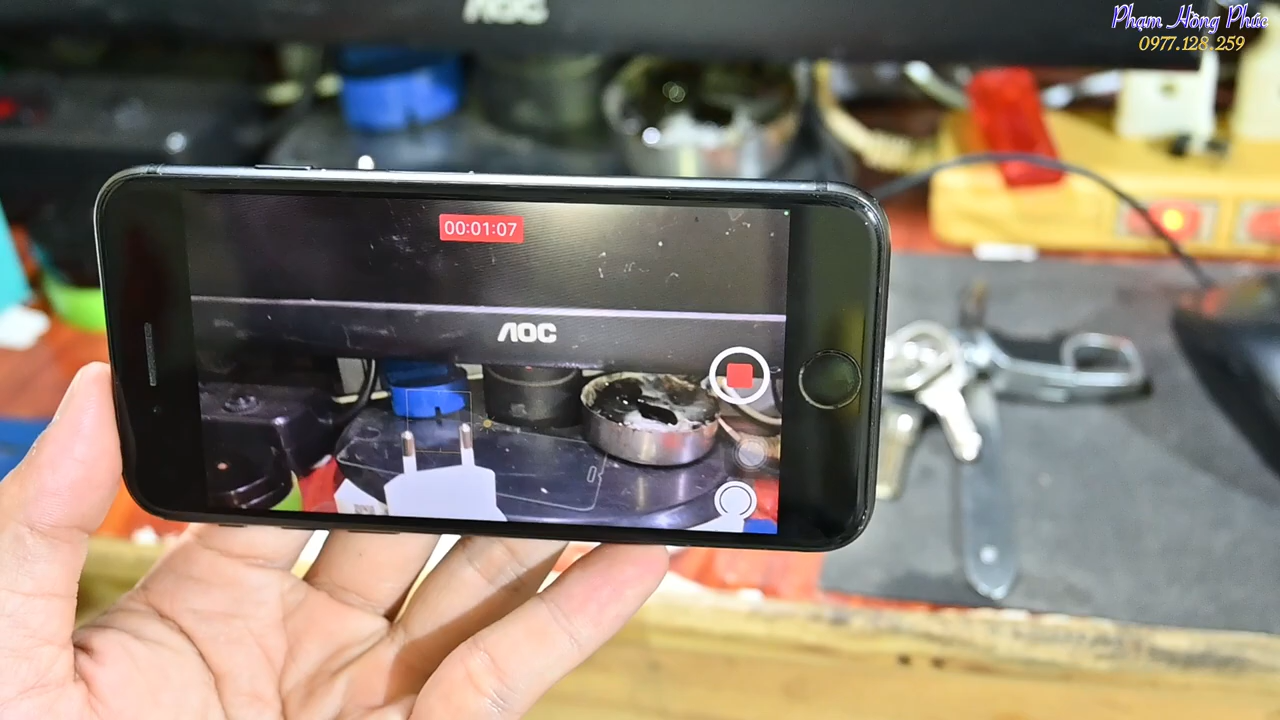 AOC
Phạm Hồng Phúc
0977.128.259
00:01:07
AOC